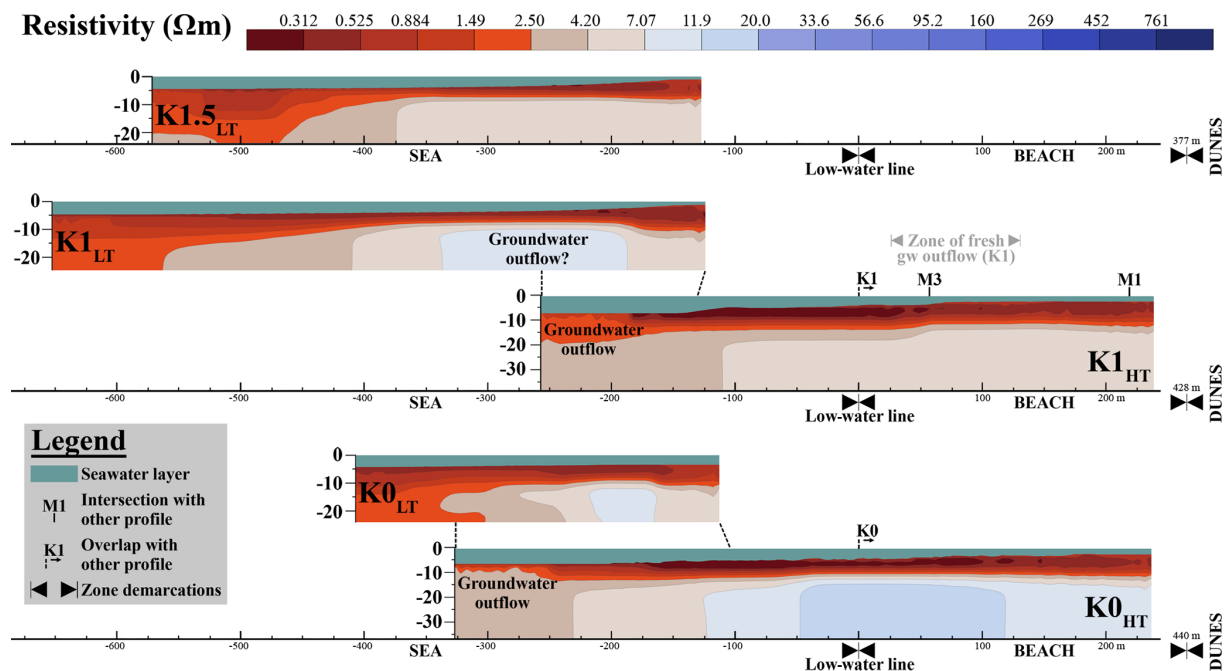 Resistivity (Ωm)
0.312 0.525 0.884 1.49 2.50 4.20 7.07 11.9 20.0 33.6 56.6 95.2 160 269 452 761
0
-10
-20
K1.5LT
-600 -500 -400 -300 -200 -100 100 200 m
377 m
SEA
Low-water line
BEACH
DUNES
0
-10
-20
K1LT
Groundwater
outflow?
Zone of fresh
gw outflow (K1)
K1
M3
M1
0
-10
-20
-30
Groundwater
outflow
K1HT
-600 -500 -400 -300 -200 -100 100 200 m
428 m
SEA
Low-water line
BEACH
DUNES
Legend
Seawater layer
M1
Intersection with
other profile
K1
Overlap with
other profile
Zone demarcations
0
-10
-20
K0LT
K0
0
-10
-20
-30
Groundwater
outflow
K0HT
-600 -500 -400 -300 -200 -100 100 200 m
440 m
SEA
Low-water line
BEACH
DUNES